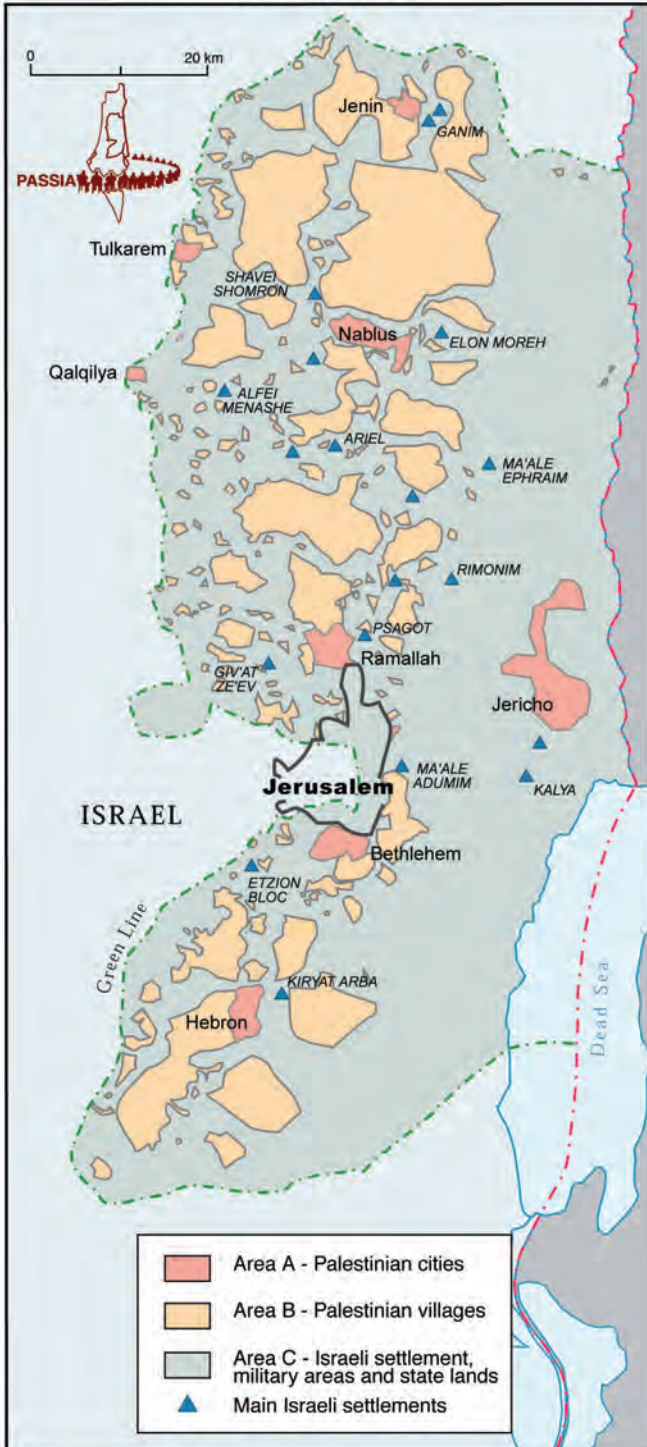 0 20 km
PASSIA
Jenin
GANIM
Tulkarem
SHAVEI
SHOMRON
Nablus
ELON MOREH
Qalqilya
ALFEI
MENASHE
ARIEL
MA'ALE
EPHRAIM
RIMONIM
PSAGOT
Ramallah
GIV'AT
ZE'EV
Jericho
Jerusalem
MA'ALE
ADUMIM
KALYA
ISRAEL
Bethlehem
ETZION
BLOC
Green Line
KIRYAT ARBA
Hebron
Dead Sea
Area A - Palestinian cities
Area B - Palestinian villages
Area C - Israeli settlement,
military areas and state lands
Main Israeli settlements